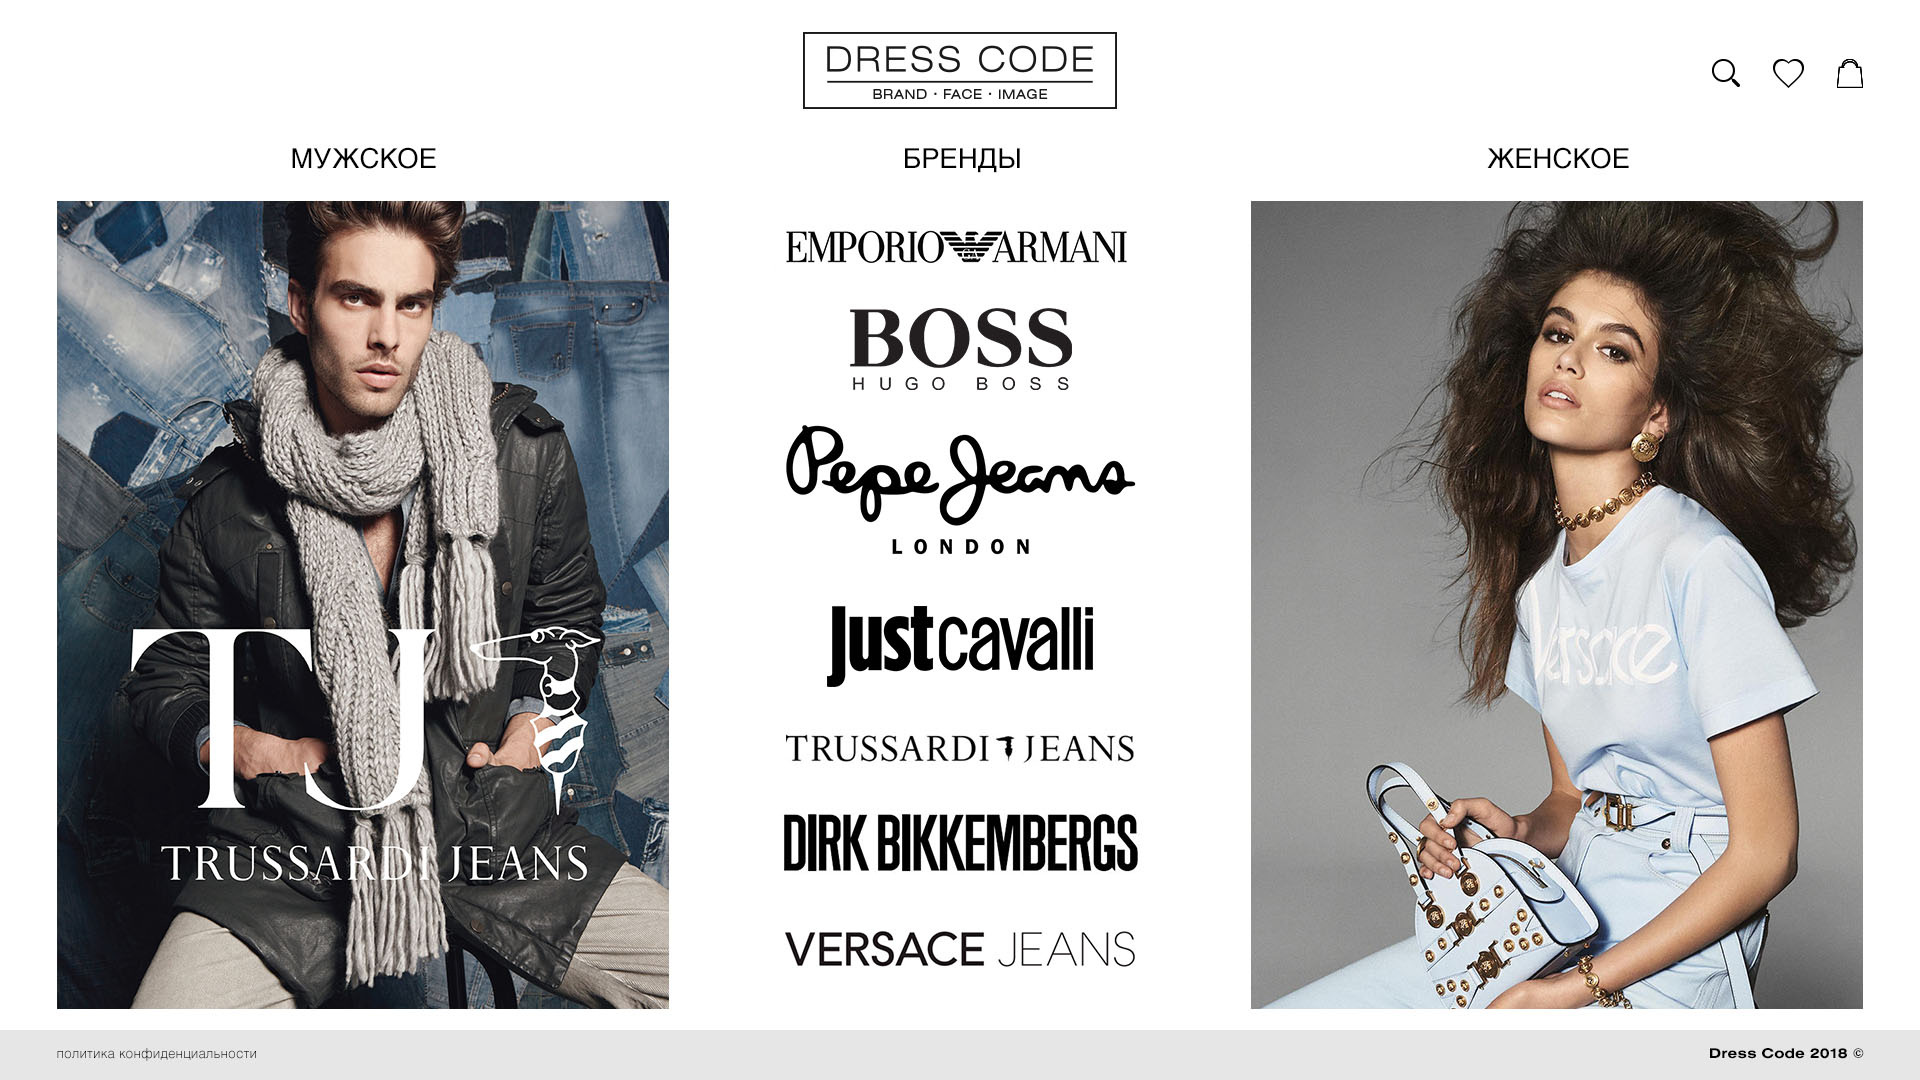 DRESS CODE
BRAND · FACE · IMAGE
МУЖСКОЕ
БРЕНДЫ
ЖЕНСКОЕ
TJ
TRUSSARDI JEANS
EMPORIO ARMANI
BOSS
HUGO BOSS
Pepe Jeans
LONDON
Just cavalli
TRUSSARDI JEANS
DIRK BIKKEMBERGS
VERSACE JEANS
Versace
политика конфиденциальности
Dress Code 2018 ©